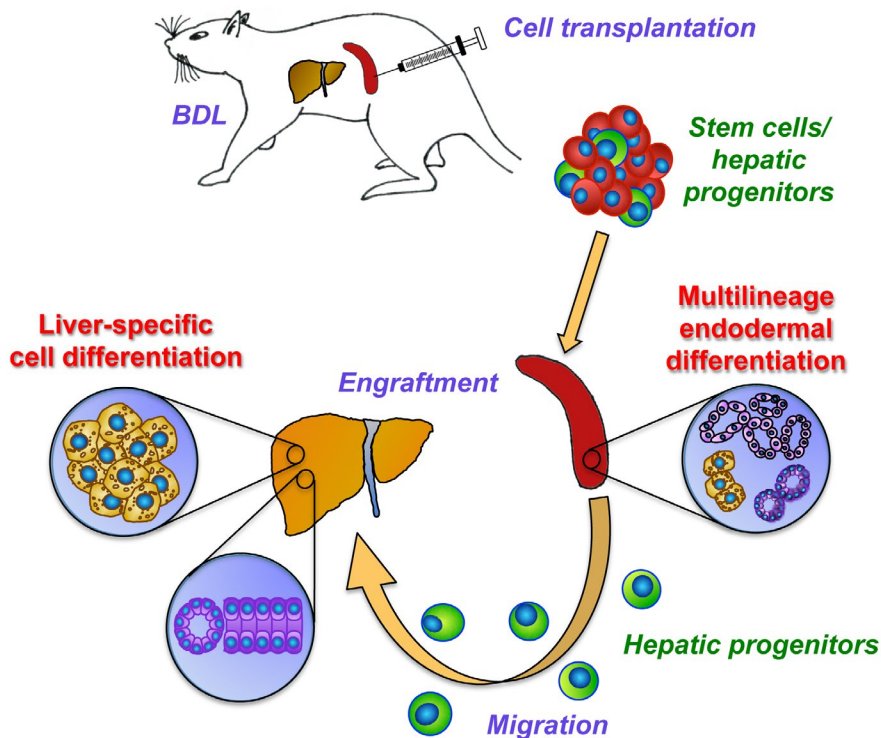 Cell transplantation
BDL
Stem cells/
hepatic
progenitors
Liver-specific
cell differentiation
Multilineage
endodermal
differentiation
Engraftment
Hepatic progenitors
Migration